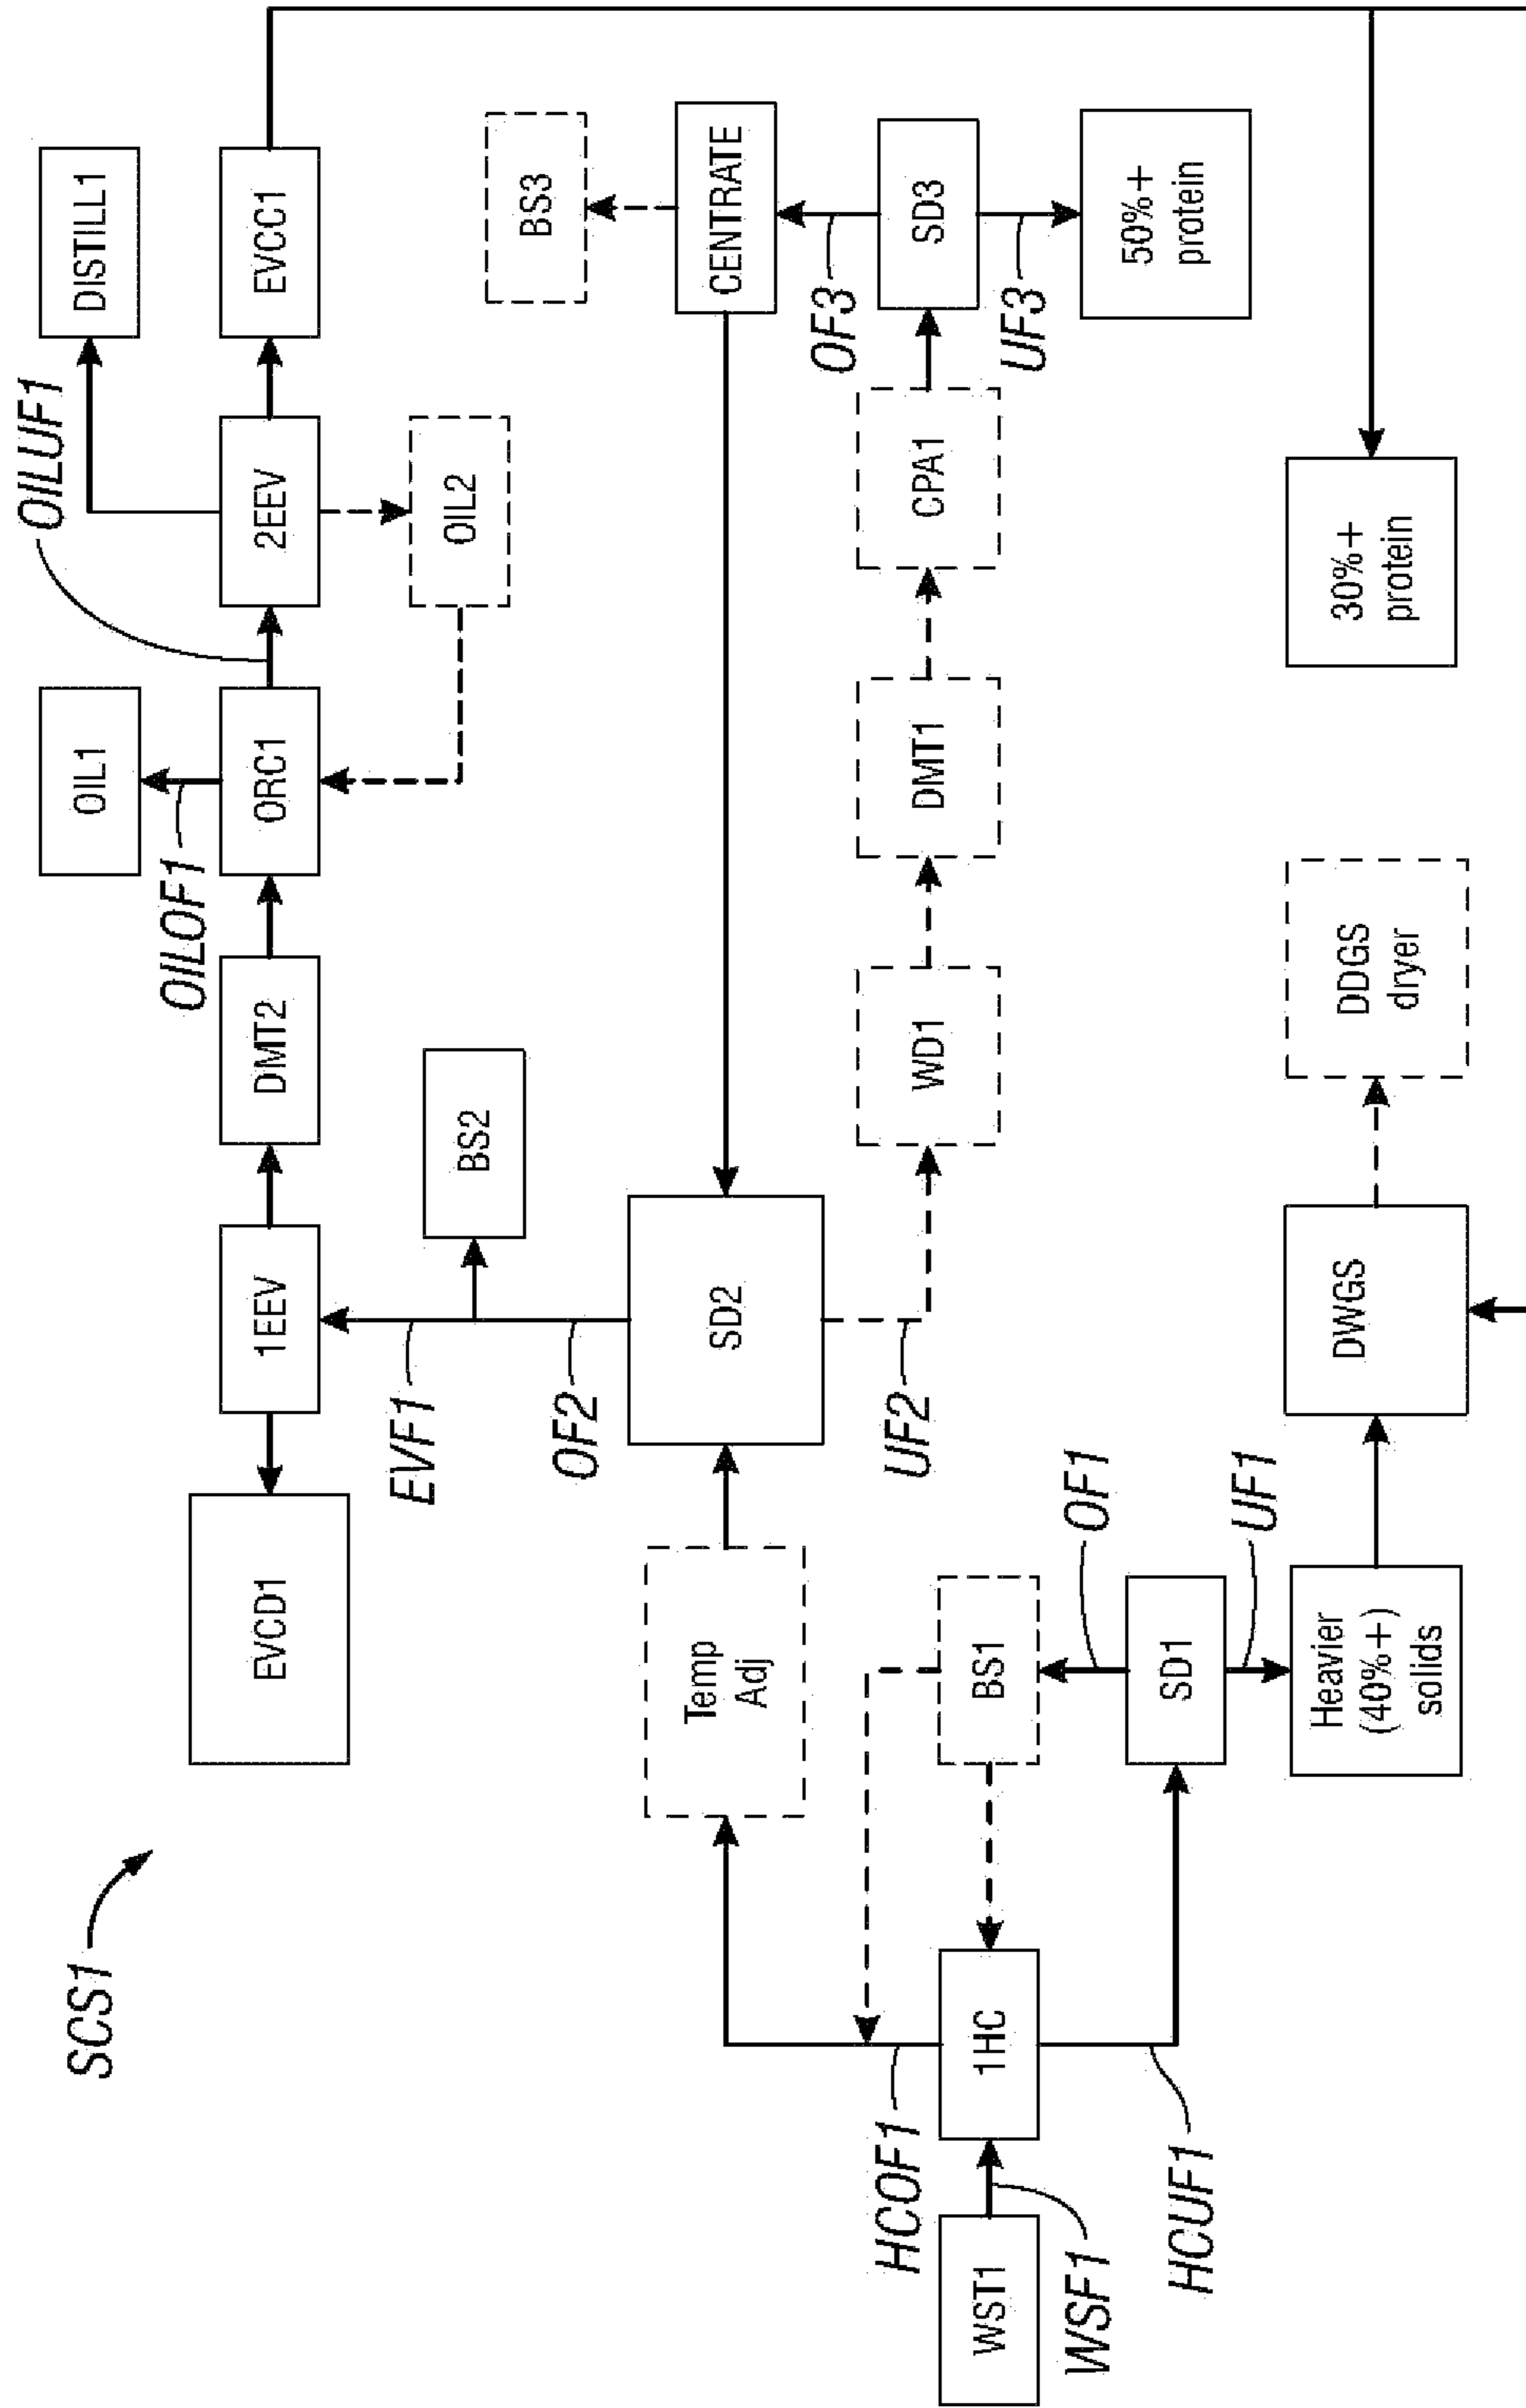 SCS1
OILUF1
OIL1
DISTILL1
OILOF1
EVCD1
1EEV
DMT2
ORC1
2EEV
EVCC1
EVF1
BS2
OIL2
BS3
OF2
Temp
Adj
SD2
CENTRATE
UF2
OF3
HCOF1
BS1
WD1
DMT1
CPA1
SD3
WST1
1HC
OF1
UF3
WSF1
SD1
50%+
protein
HCUF1
UF1
Heavier
(40%+)
solids
DWGS
DDGS
dryer
30%+
protein